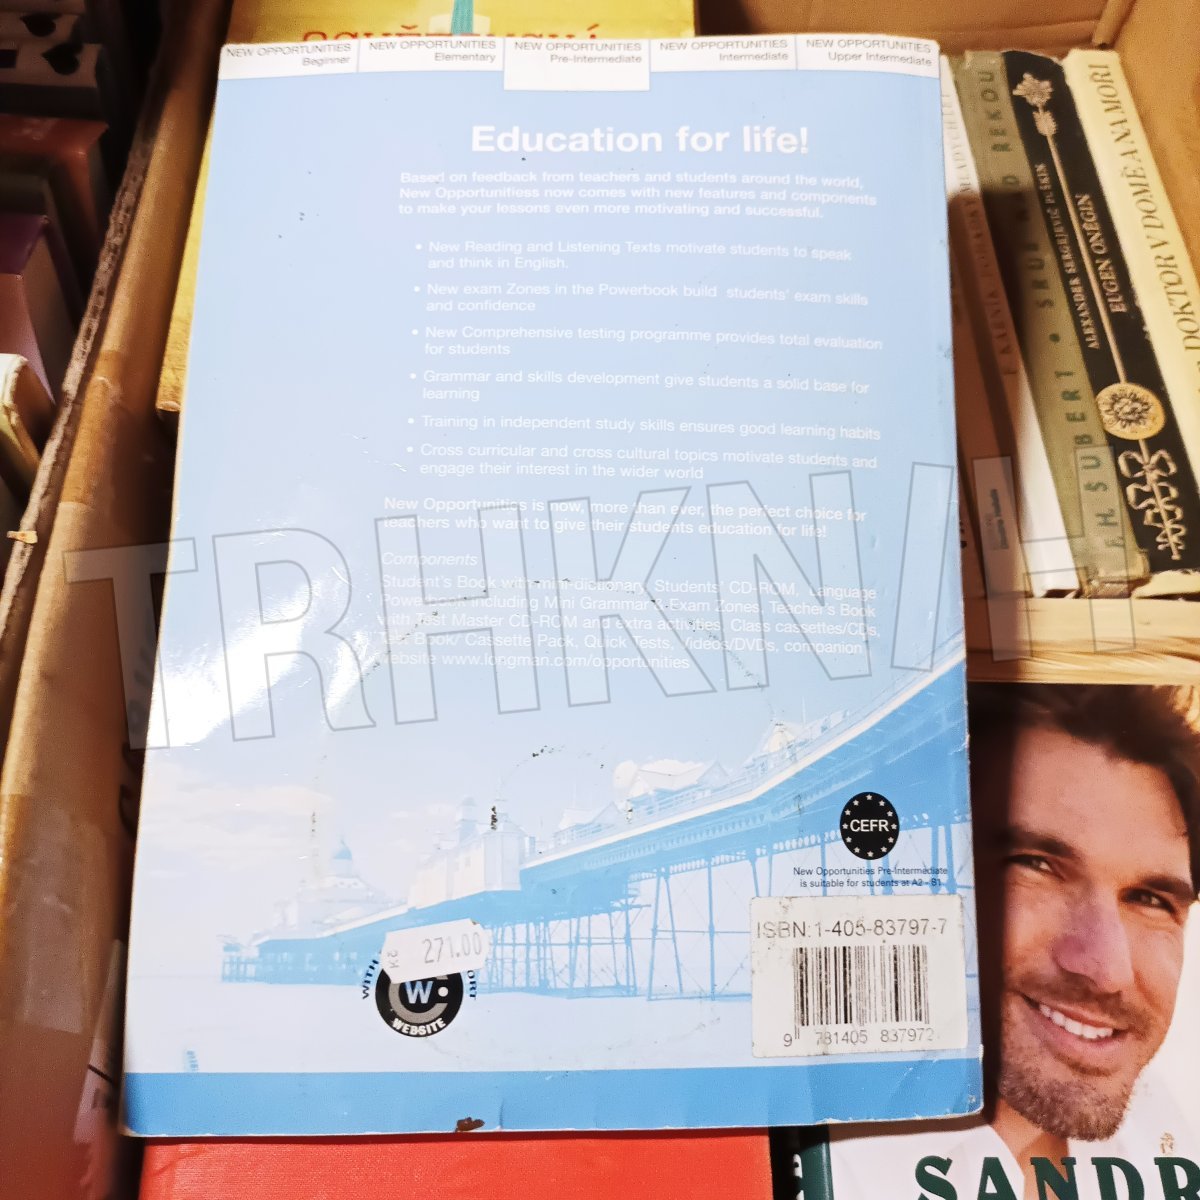 NEW OPPORTUNITIES
Beginner
NEW OPPORTUNITIES
Elementary
NEW OPPORTUNITIES
Pre-Intermediate
NEW OPPORTUNITIES
Intermediate
NEW OPPORTUNITIES
Upper Intermediate
Education for life!
Based on feedback from teachers and students around the world,
New Opportunitiess now comes with new features and components
to make your lessons even more motivating and successful.
• New Reading and Listening Texts motivate students to speak
and think in English.
• New exam Zones in the Powerbook build students' exam skills
and confidence
• New Comprehensive testing programme provides total evaluation
for students
• Grammar and skills development give students a solid base for
learning
• Training in independent study skills ensures good learning habits
• Cross curricular and cross cultural topics motivate students and
engage their interest in the wider world
New Opportunities is now, more than ever, the perfect choice for
teachers who want to give their students education for life!
Components
Student's Book with mini-dictionary, Students' CD-ROM, Language
Powerbook including Mini Grammar & Exam Zones, Teacher's Book
with Test Master CD-ROM and extra activities, Class cassettes/CDs,
Test Book/ Cassette Pack, Quick Tests, Videos/DVDs, companion
website www.longman.com/opportunities
TRHKNIH
CEFR
New Opportunities Pre-Intermediate
is suitable for students at A2 - B1
ISBN:1-405-83797-7
9 781405 837972
271.00
WITH
W
WEBSITE
F. L. SUBERT
ALEXANDER SERGEJEVIČ PUŠKIN
EUGEN ONĚGIN
DOKTOR V DOMĚ A NA MOŘI
SANDR